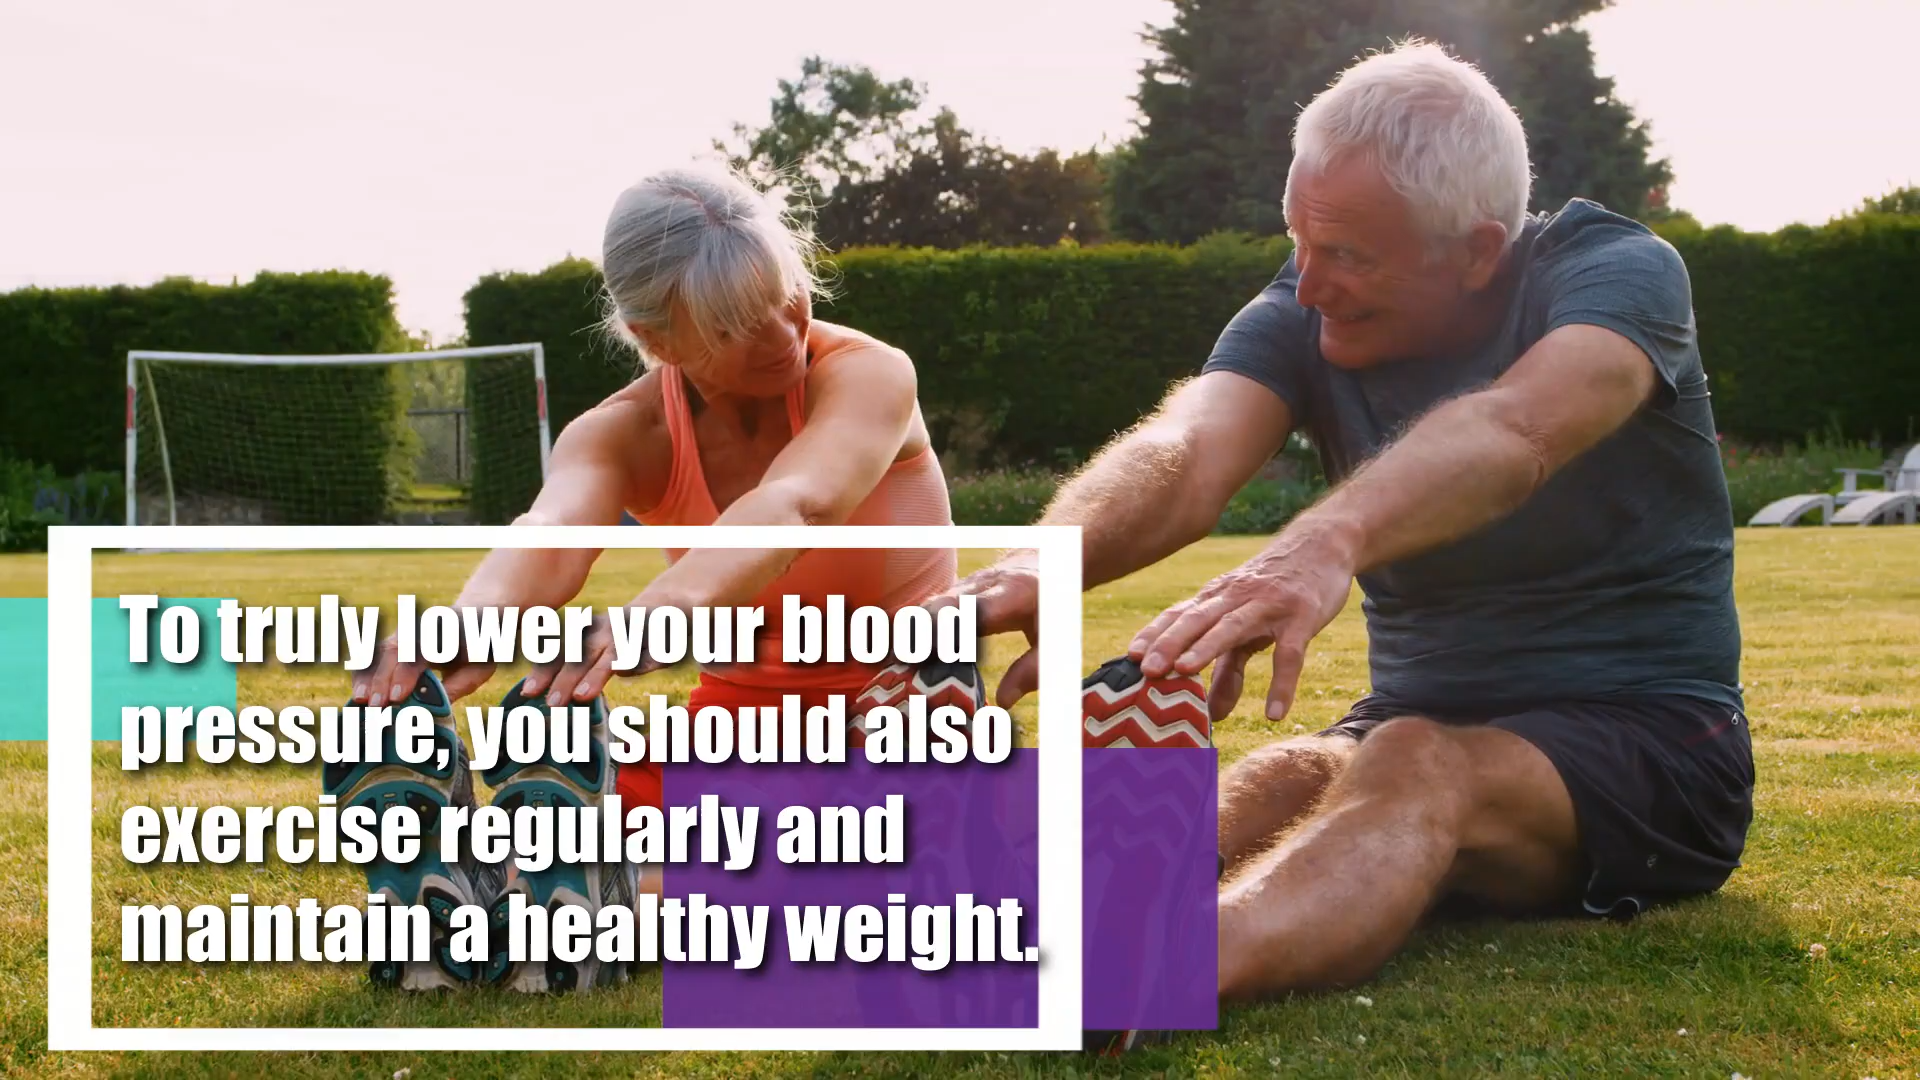 To truly lower your blood
pressure, you should also
exercise regularly and
maintain a healthy weight.